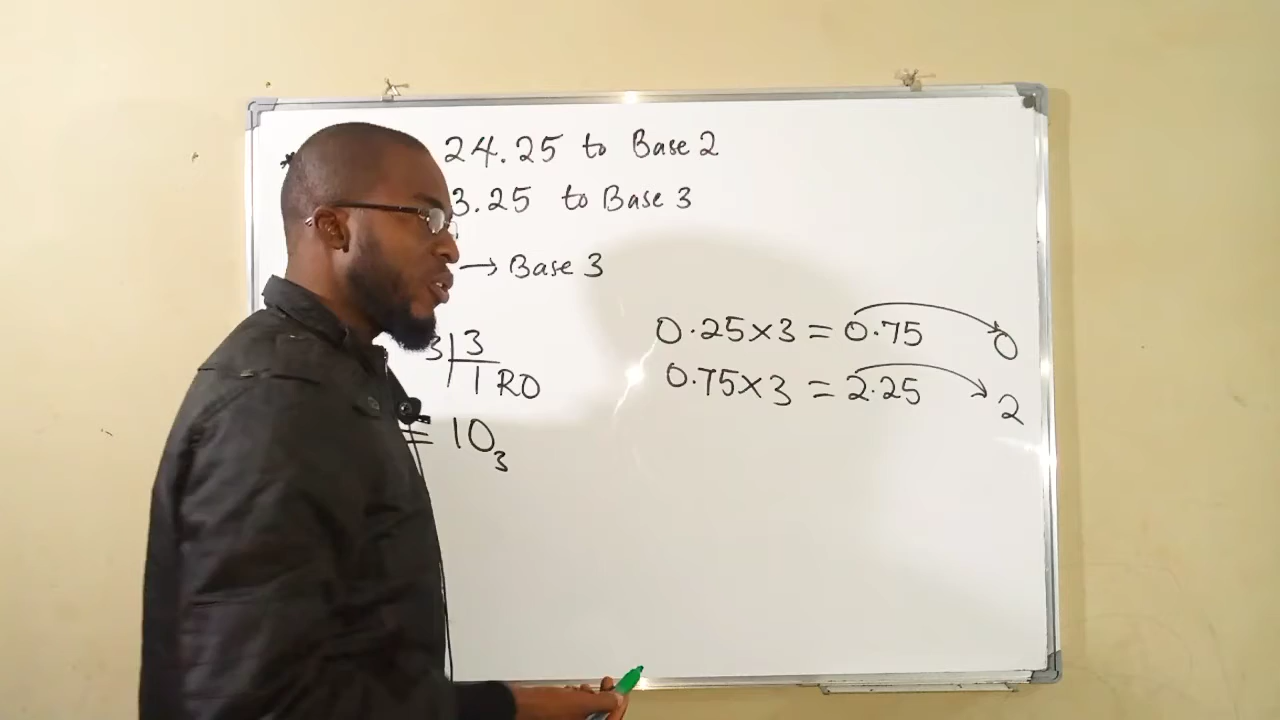 24.25 to Base 2
3.25 to Base 3
→ Base 3
0.25×3 = 0.75 0
0.75×3 = 2.25 2
3 3
1 R0
= 10₃